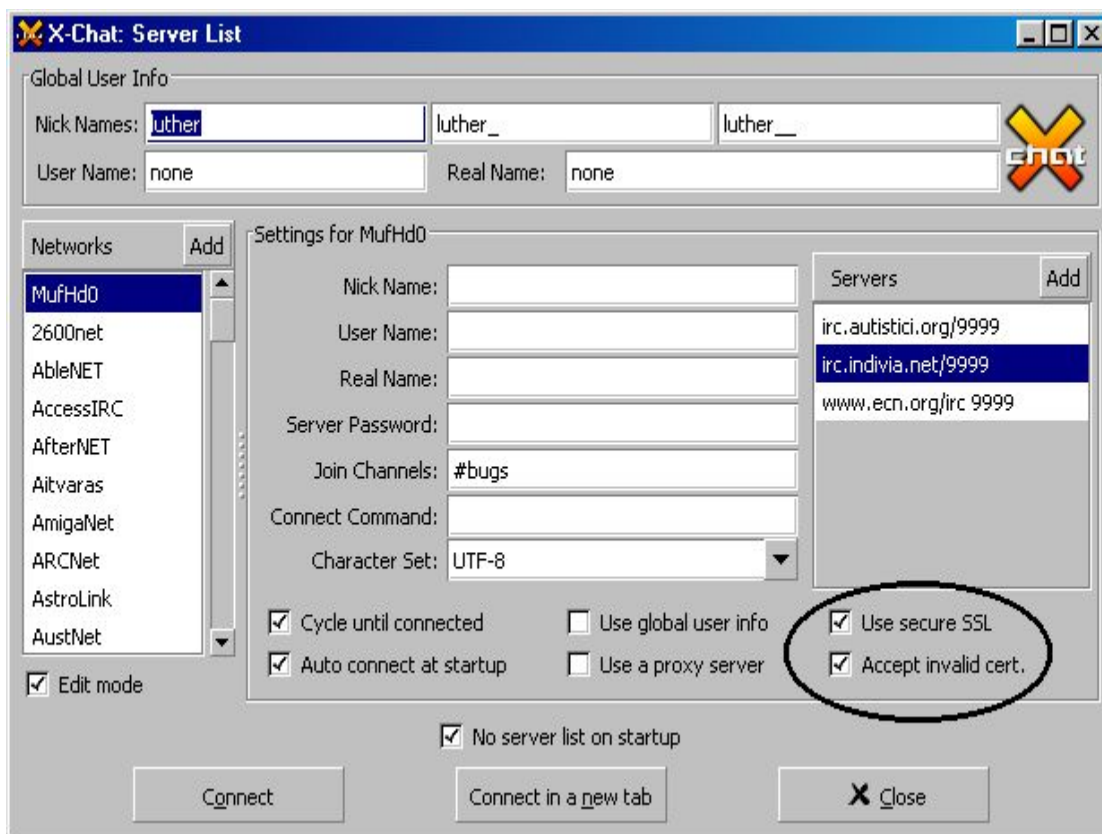 X-Chat: Server List
Global User Info
Nick Names: luther luther_ luther__
User Name: none Real Name: none
X chat
Networks Add
MufHd0
2600net
AbleNET
AccessIRC
AfterNET
Aitvaras
AmigaNet
ARCNet
AstroLink
AustNet
Edit mode
Settings for MufHd0
Nick Name:
User Name:
Real Name:
Server Password:
Join Channels: #bugs
Connect Command:
Character Set: UTF-8
Servers Add
irc.autistici.org/9999
irc.indivia.net/9999
www.ecn.org/irc 9999
Cycle until connected Use global user info Use secure SSL
Auto connect at startup Use a proxy server Accept invalid cert.
No server list on startup
Connect Connect in a new tab Close